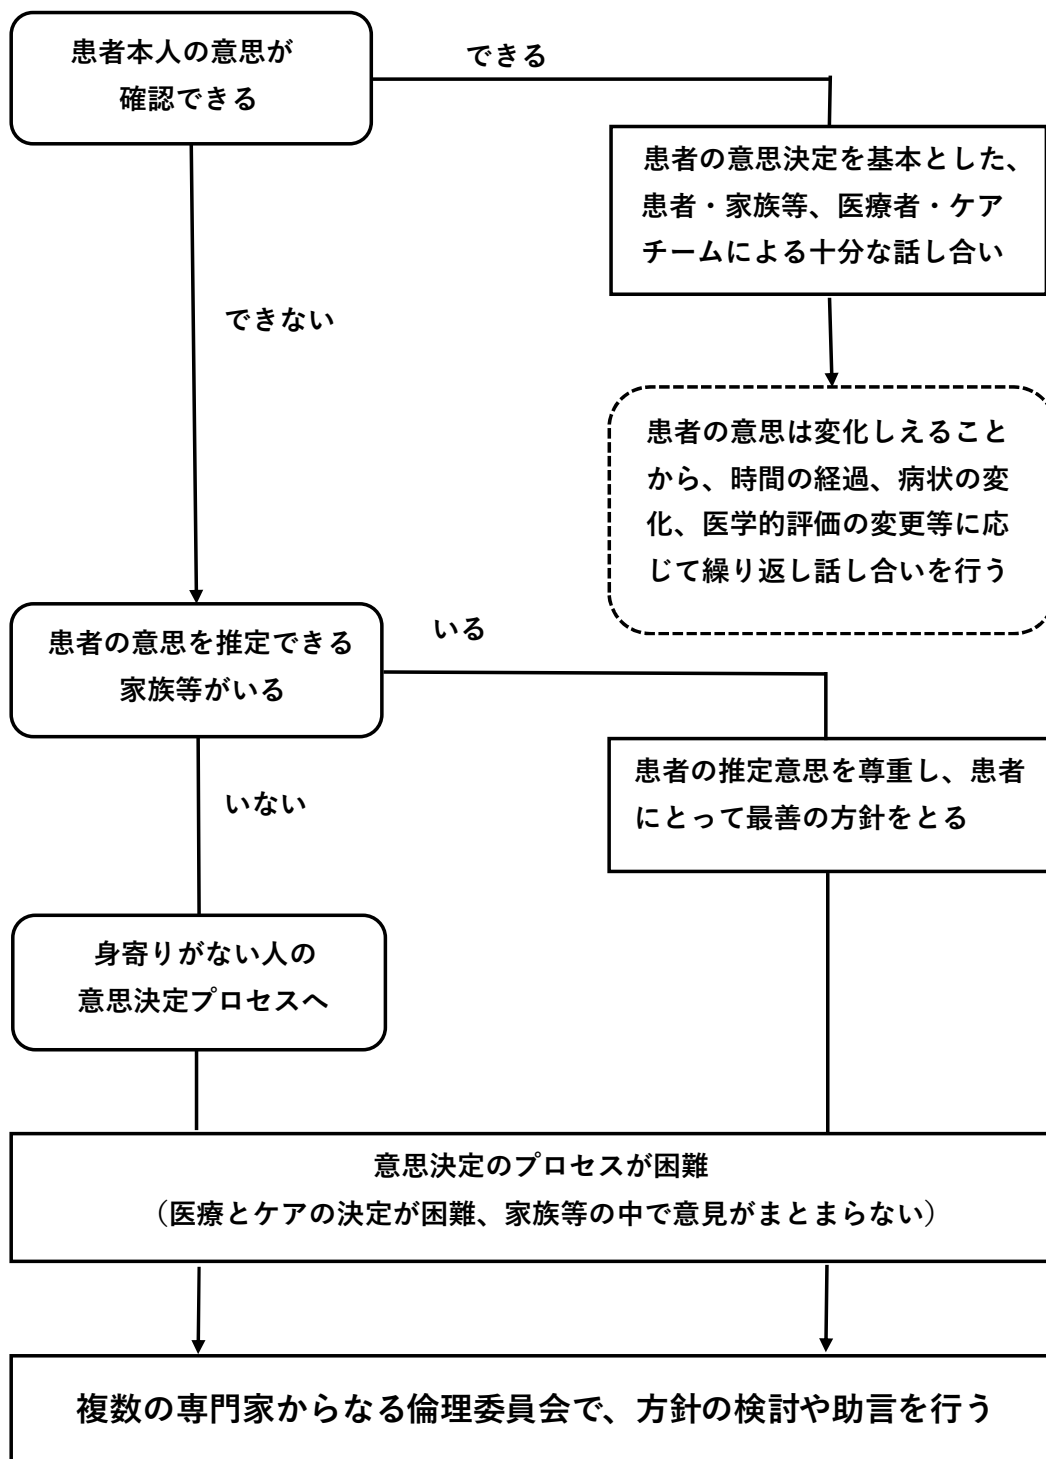 患者本人の意思が
確認できる
できる
患者の意思決定を基本とした、
患者・家族等、医療者・ケア
チームによる十分な話し合い
できない
患者の意思は変化しえること
から、時間の経過、病状の変
化、医学的評価の変更等に応
じて繰り返し話し合いを行う
患者の意思を推定できる
家族等がいる
いる
患者の推定意思を尊重し、患者
にとって最善の方針をとる
いない
身寄りがない人の
意思決定プロセスへ
意思決定のプロセスが困難
（医療とケアの決定が困難、家族等の中で意見がまとまらない）
複数の専門家からなる倫理委員会で、方針の検討や助言を行う